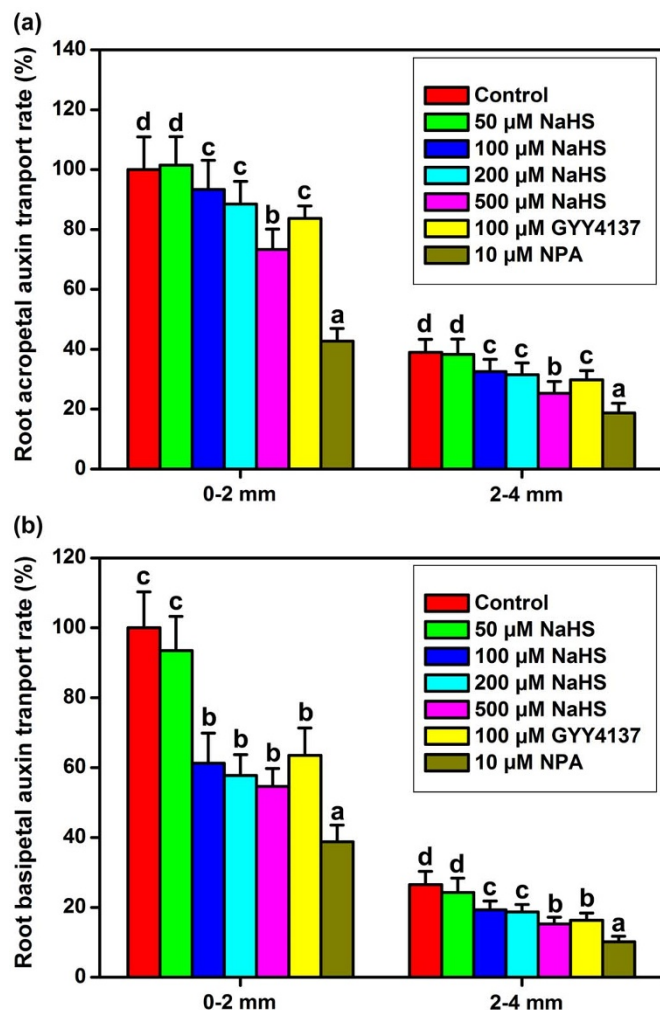 (a)
Root acropetal auxin tranport rate (%)
140
120
100
80
60
40
20
0
Control
50 µM NaHS
100 µM NaHS
200 µM NaHS
500 µM NaHS
100 µM GYY4137
10 µM NPA
d d c c b c a
d d c c b c a
0-2 mm 2-4 mm
(b)
Root basipetal auxin tranport rate (%)
120
100
80
60
40
20
0
Control
50 µM NaHS
100 µM NaHS
200 µM NaHS
500 µM NaHS
100 µM GYY4137
10 µM NPA
c c b b b b a
d d c c b b a
0-2 mm 2-4 mm